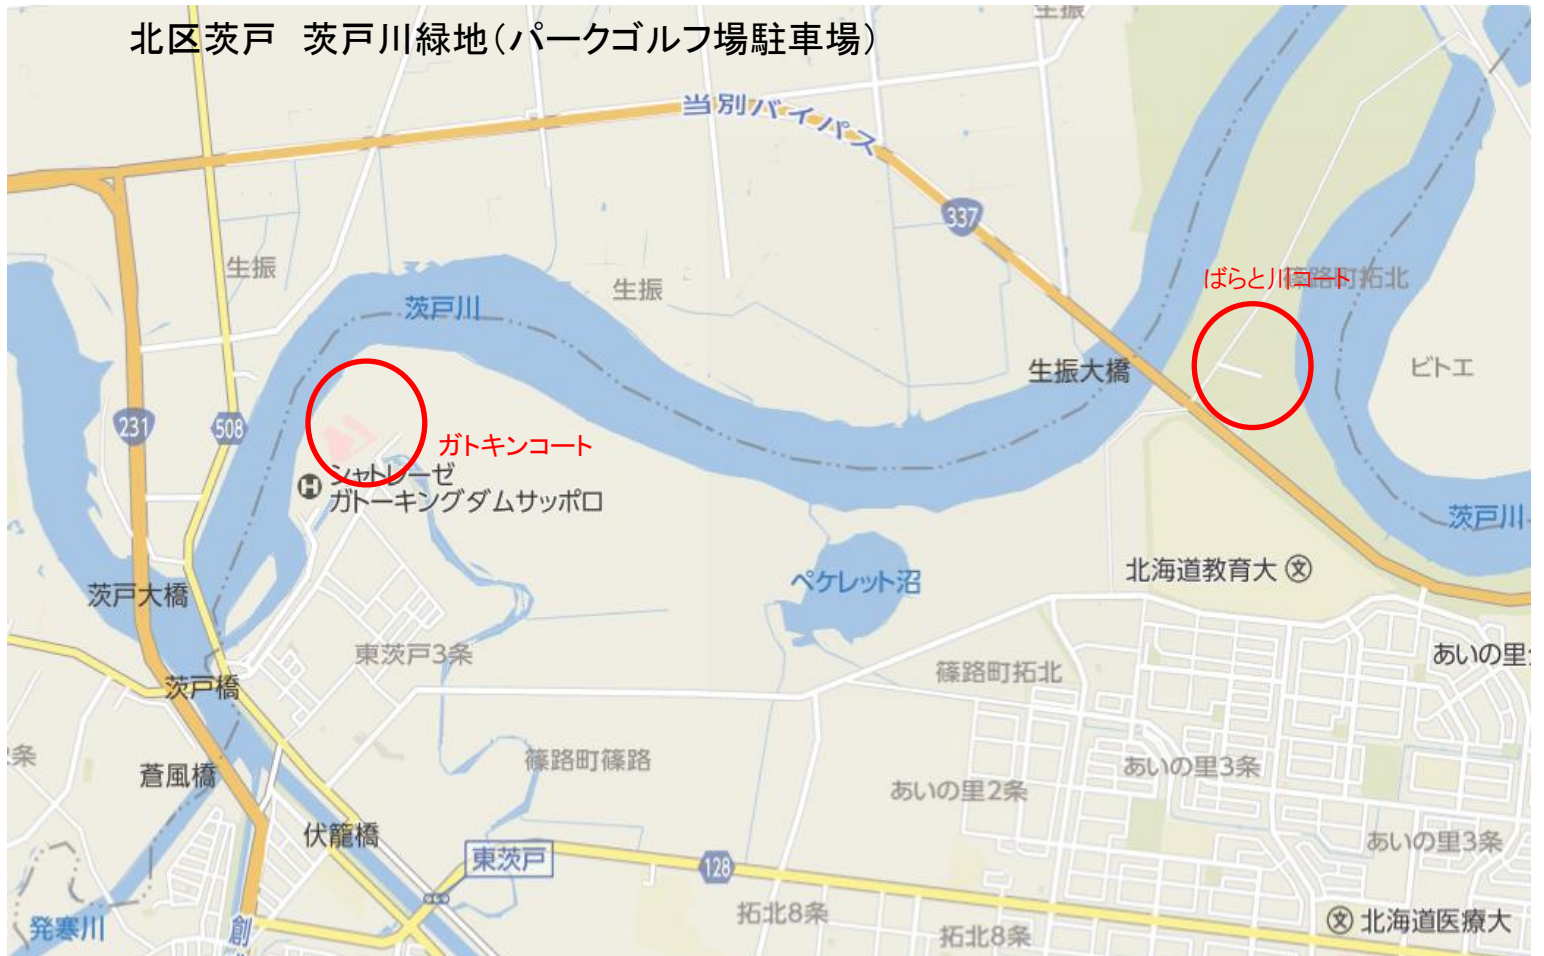 北区茨戸　茨戸川緑地（パークゴルフ場駐車場）
生振
当別バイパス
337
生振
生振
茨戸川
ばらと川コート
篠路町拓北
生振大橋
ビトエ
231
508
ガトキンコート
シャトレーゼ
ガトーキングダムサッポロ
茨戸川
北海道教育大
ペケレット沼
茨戸大橋
東茨戸3条
あいの里
篠路町拓北
茨戸橋
条
蒼風橋
篠路町篠路
あいの里3条
あいの里2条
伏籠橋
東茨戸
128
あいの里3条
拓北8条
発寒川
創
拓北8条
北海道医療大